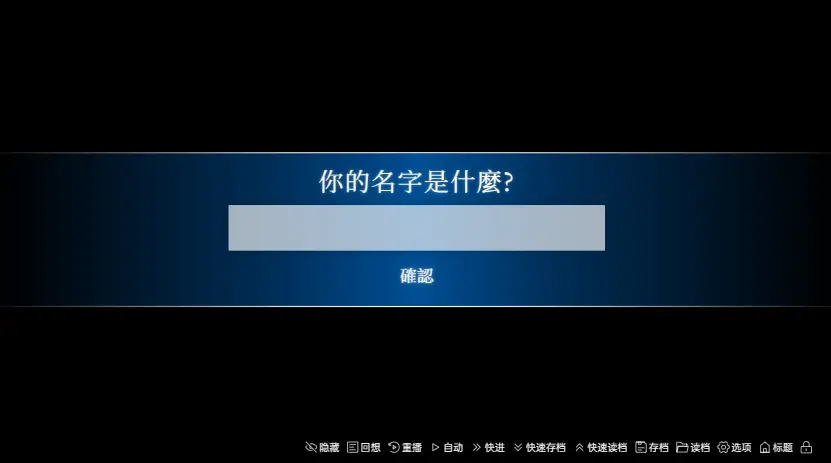 你的名字是什麼?
確認
隐藏 回想 重播 自动 快进 快速存档 快速读档 存档 读档 选项 标题